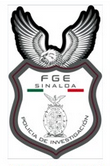 FGE
SINALOA
POLICÍA DE INVESTIGACIÓN